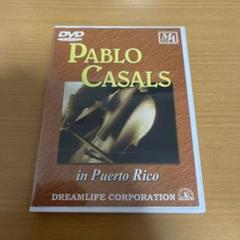 DVD
PABLO
CASALS
in Puerto Rico
DREAMLIFE CORPORATION